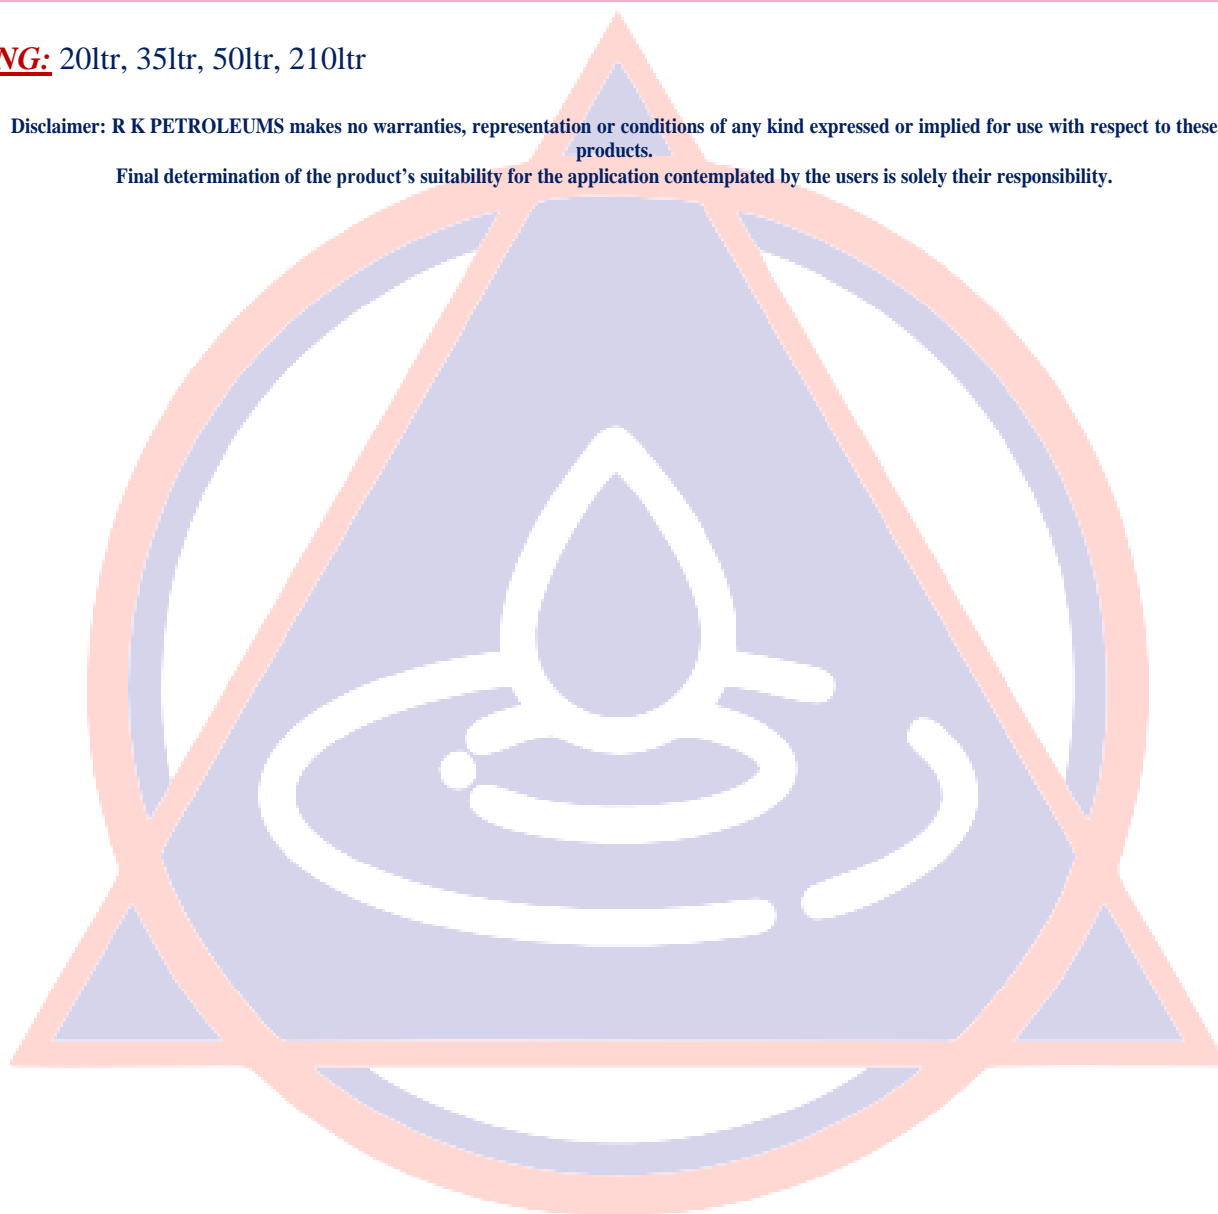 NG: 20ltr, 35ltr, 50ltr, 210ltr
Disclaimer: R K PETROLEUMS makes no warranties, representation or conditions of any kind expressed or implied for use with respect to these
products.
Final determination of the product’s suitability for the application contemplated by the users is solely their responsibility.